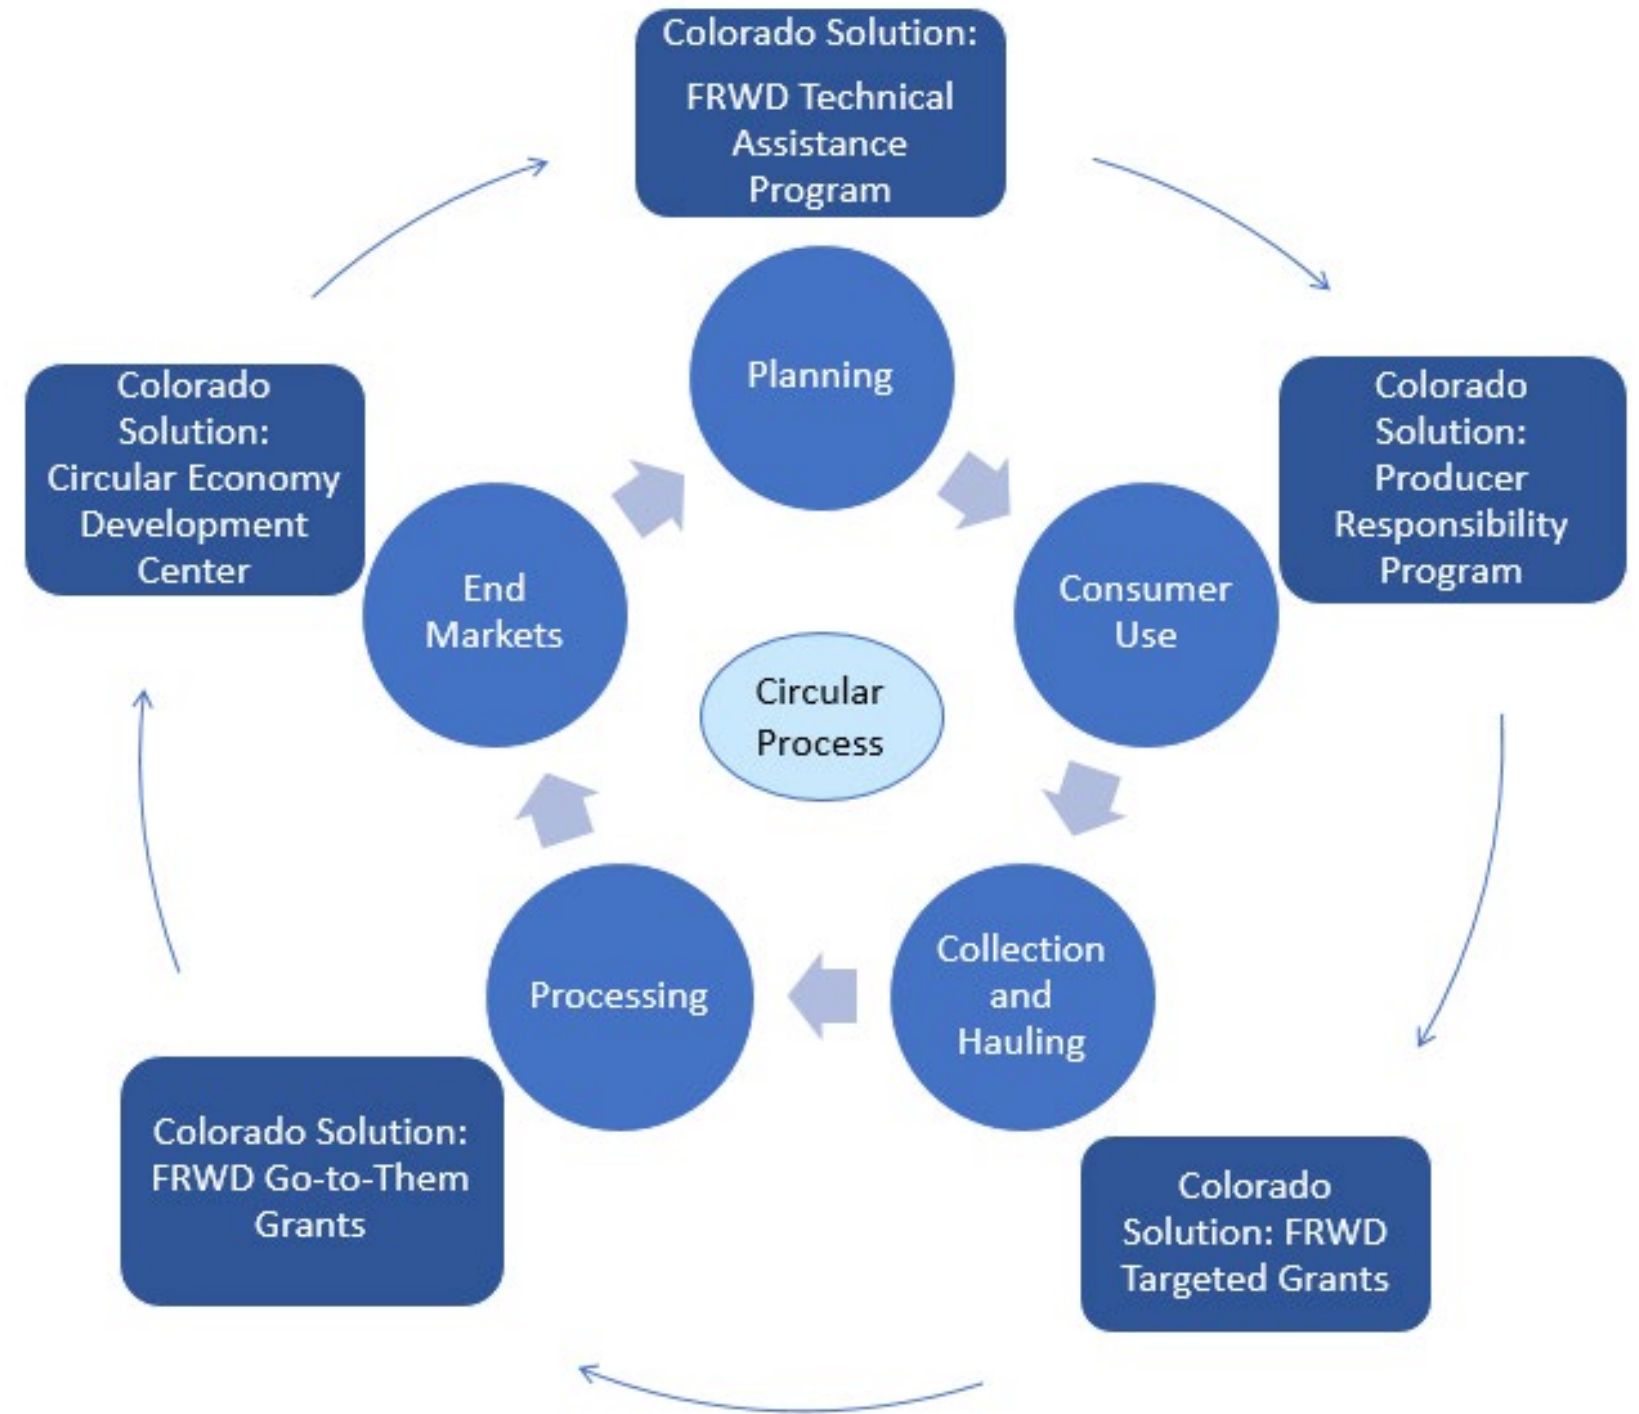 Colorado Solution:
FRWD Technical
Assistance
Program
Planning
Colorado
Solution:
Producer
Responsibility
Program
Consumer
Use
Colorado
Solution: FRWD
Targeted Grants
Collection
and
Hauling
Colorado Solution:
FRWD Go-to-Them
Grants
Processing
Colorado
Solution:
Circular Economy
Development
Center
End
Markets
Circular
Process